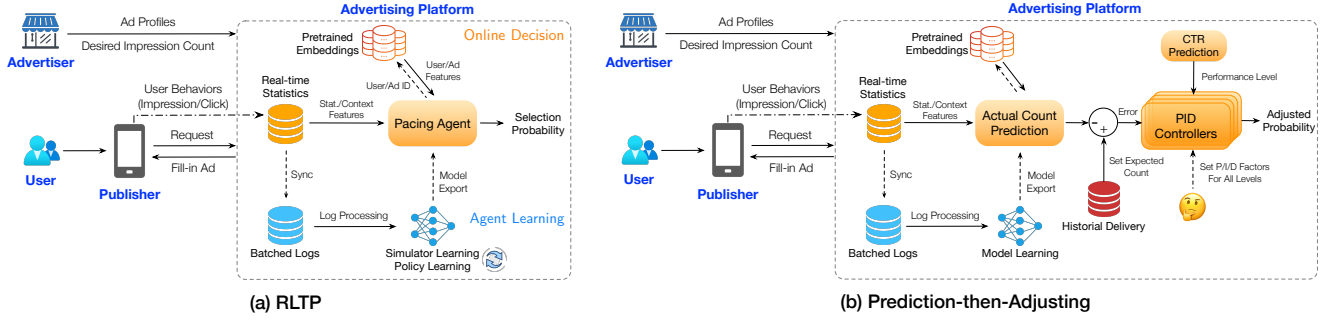 Advertising Platform
Ad Profiles
Desired Impression Count
Advertiser
Online Decision
Pretrained
Embeddings
User/Ad
Features
User/Ad ID
User Behaviors
(Impression/Click)
Real-time
Statistics
Stat./Context
Features
Pacing Agent
Selection
Probability
Request
Fill-in Ad
User
Publisher
Sync
Model
Export
Agent Learning
Log Processing
Batched Logs
Simulator Learning
Policy Learning
(a) RLTP
Advertising Platform
Ad Profiles
Desired Impression Count
Advertiser
Pretrained
Embeddings
CTR
Prediction
Performance Level
User Behaviors
(Impression/Click)
Real-time
Statistics
Stat./Context
Features
Actual Count
Prediction
-
+
Error
PID
Controllers
Adjusted
Probability
Request
Fill-in Ad
User
Publisher
Sync
Model
Export
Set Expected
Count
Set P/I/D Factors
For All Levels
Log Processing
Batched Logs
Model Learning
Historial Delivery
(b) Prediction-then-Adjusting